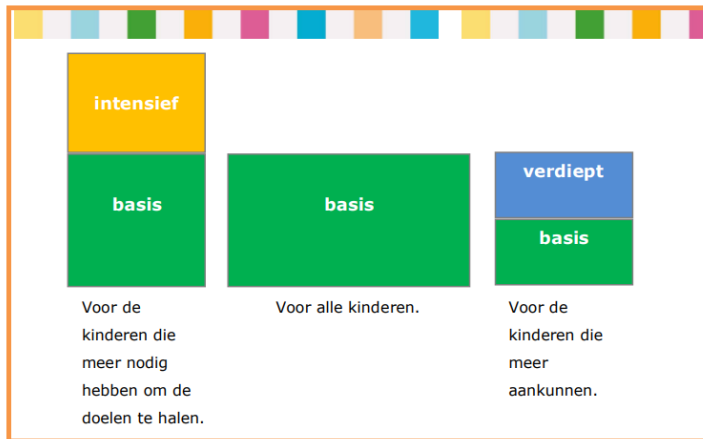 intensief
basis
Voor de
kinderen die
meer nodig
hebben om de
doelen te halen.
basis
Voor alle kinderen.
verdiept
basis
Voor de
kinderen die
meer
aankunnen.